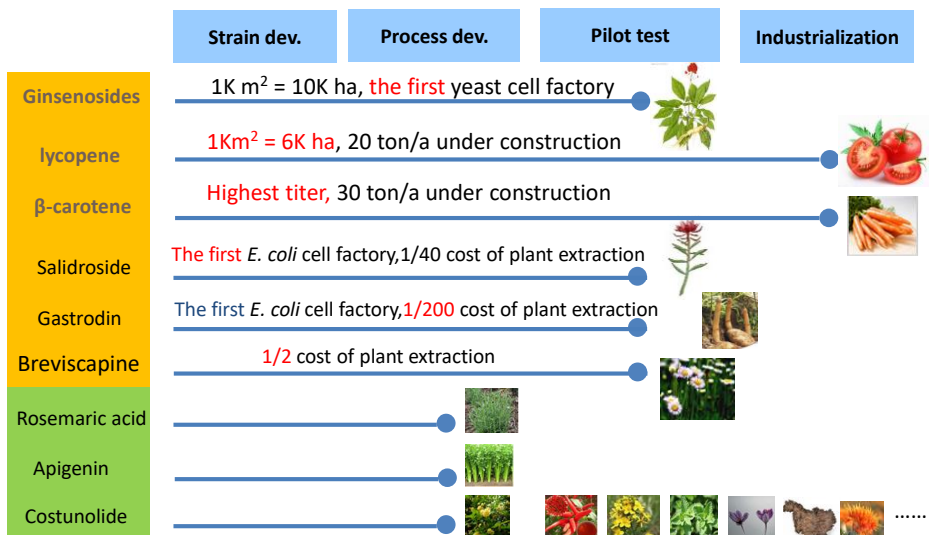 Strain dev. Process dev. Pilot test Industrialization
Ginsenosides 1K m² = 10K ha, the first yeast cell factory
lycopene 1Km² = 6K ha, 20 ton/a under construction
β-carotene Highest titer, 30 ton/a under construction
Salidroside The first E. coli cell factory,1/40 cost of plant extraction
Gastrodin The first E. coli cell factory,1/200 cost of plant extraction
Breviscapine 1/2 cost of plant extraction
Rosemaric acid
Apigenin
Costunolide ……